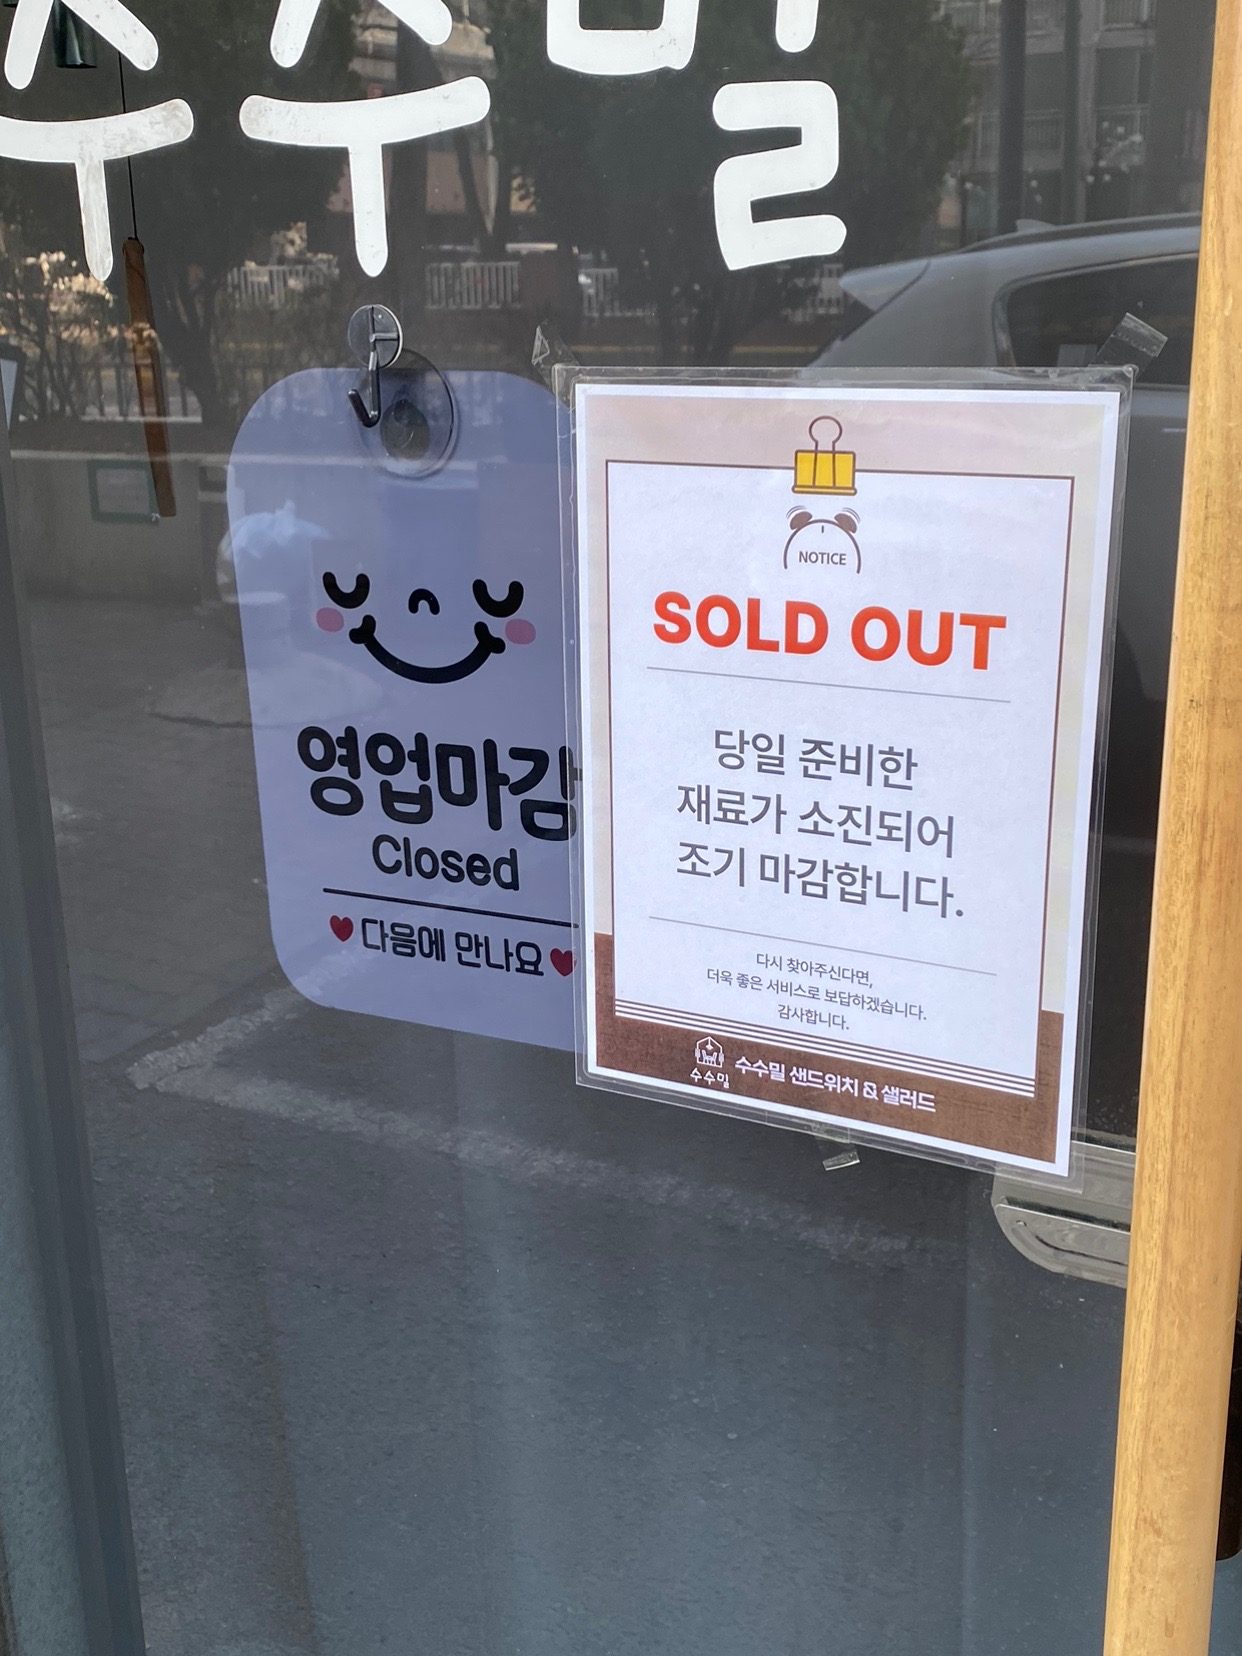 수수밀
영업마감
Closed
다음에 만나요
NOTICE
SOLD OUT
당일 준비한
재료가 소진되어
조기 마감합니다.
다시 찾아주신다면,
더욱 좋은 서비스로 보답하겠습니다.
감사합니다.
수수밀
수수밀 샌드위치 & 샐러드